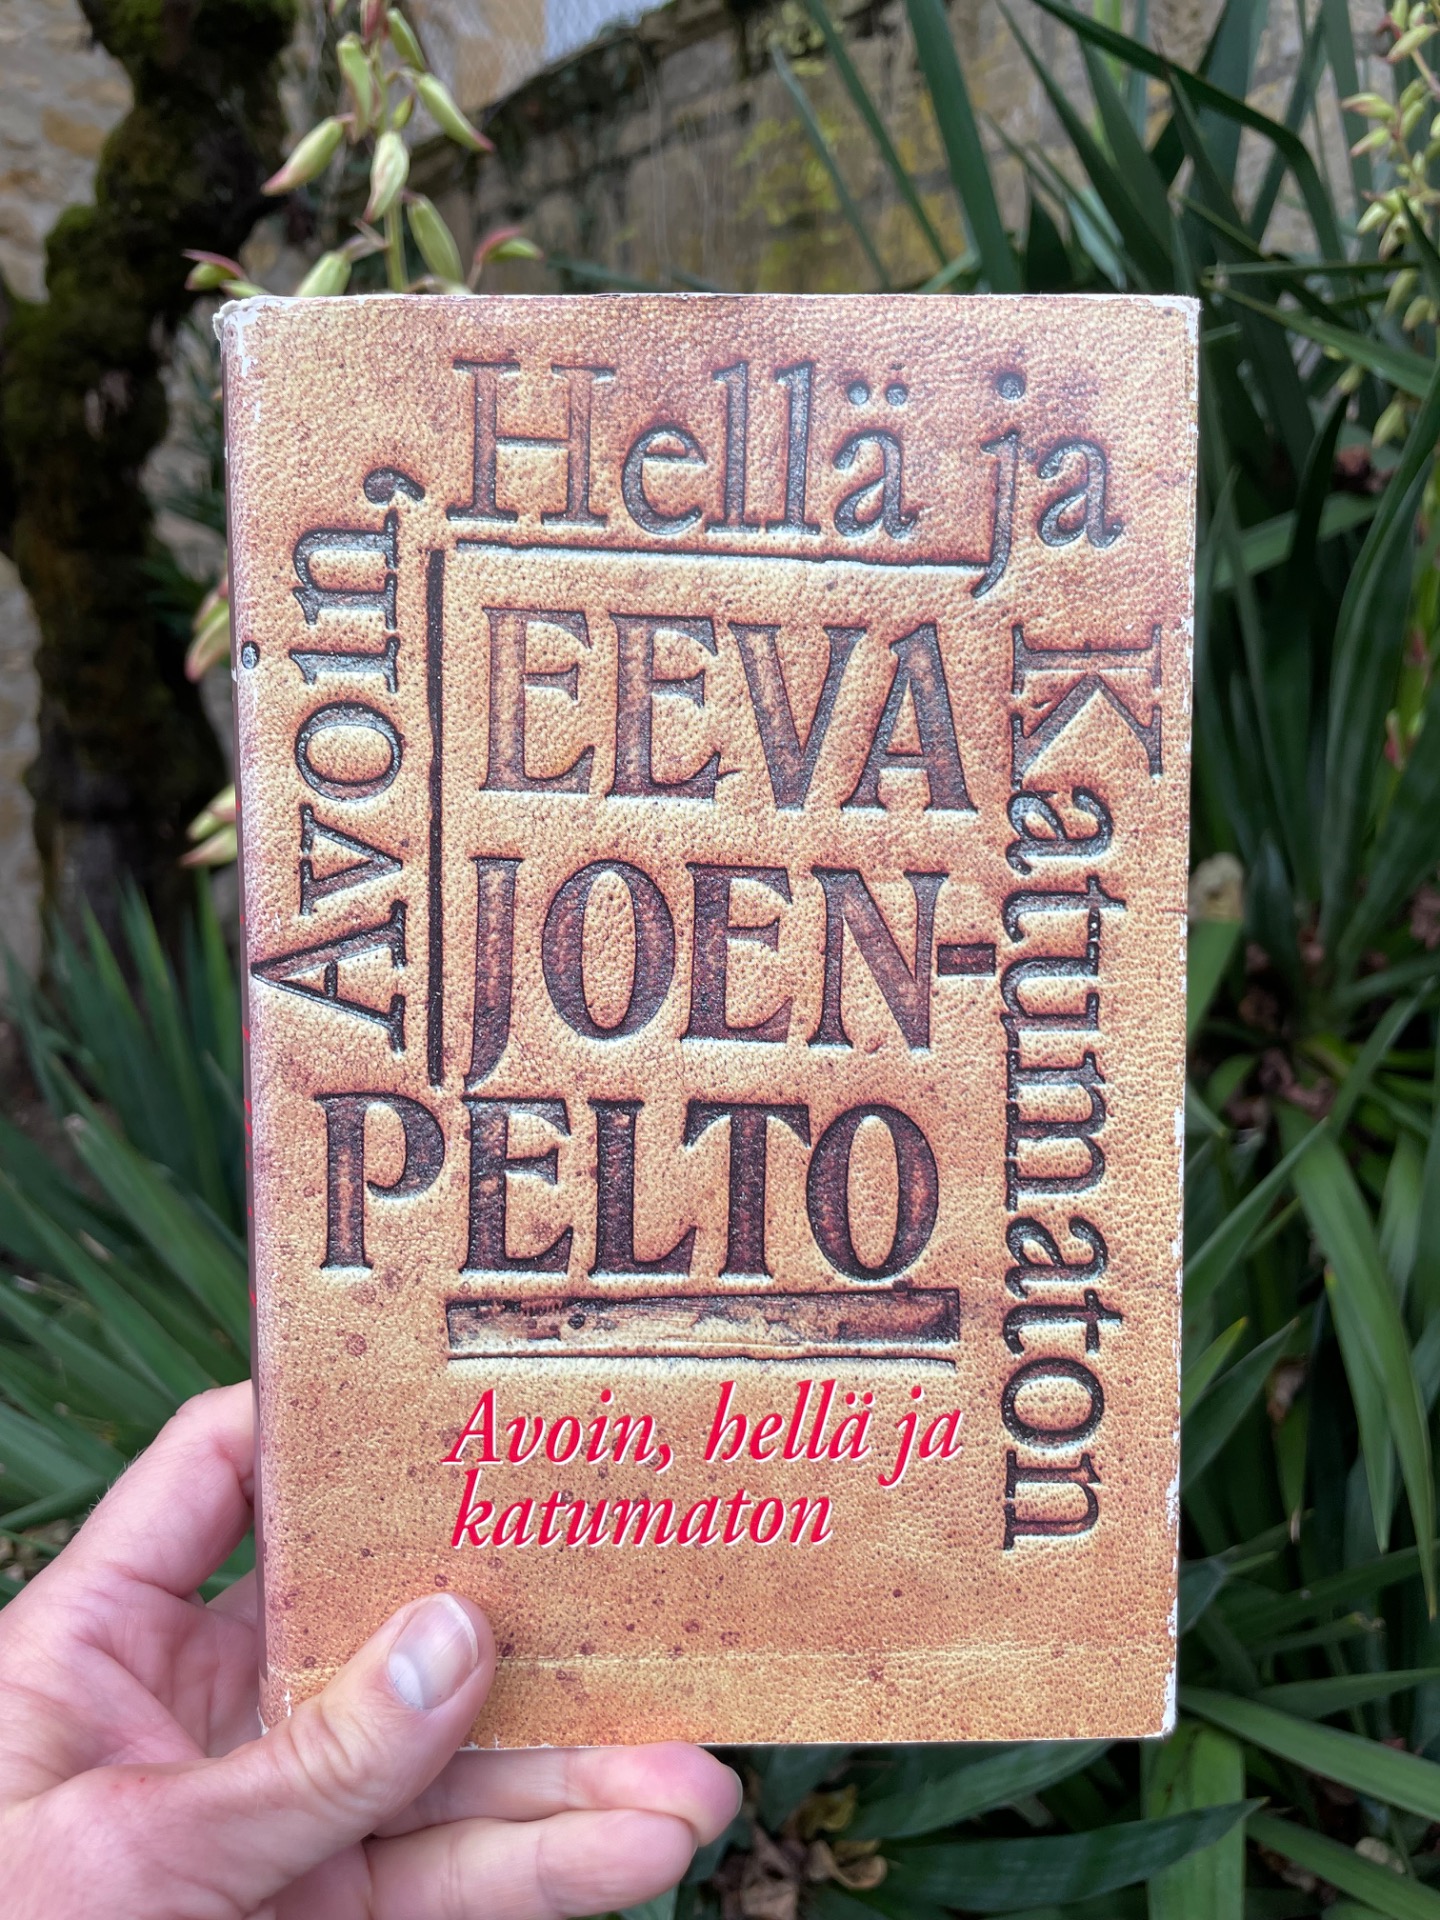 Avoin,
Hellä ja
Katumaton
EEVA
JOEN-
PELTO
Avoin, hellä ja
katumaton